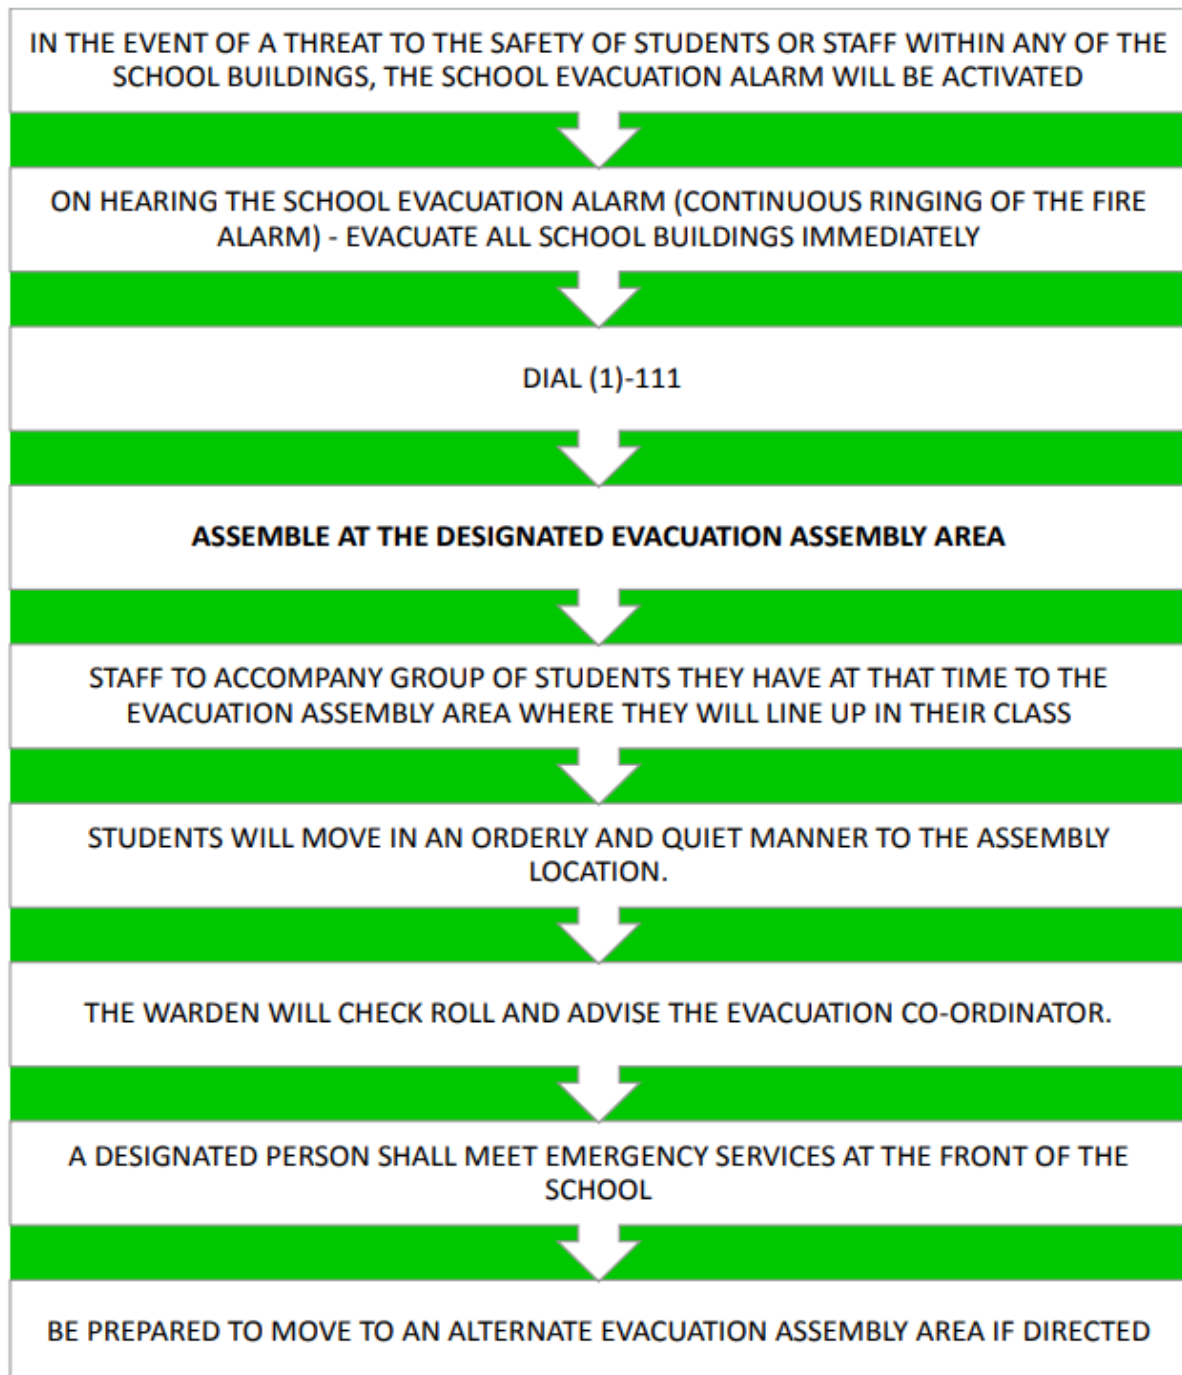 IN THE EVENT OF A THREAT TO THE SAFETY OF STUDENTS OR STAFF WITHIN ANY OF THE
SCHOOL BUILDINGS, THE SCHOOL EVACUATION ALARM WILL BE ACTIVATED
ON HEARING THE SCHOOL EVACUATION ALARM (CONTINUOUS RINGING OF THE FIRE
ALARM) - EVACUATE ALL SCHOOL BUILDINGS IMMEDIATELY
DIAL (1)-111
ASSEMBLE AT THE DESIGNATED EVACUATION ASSEMBLY AREA
STAFF TO ACCOMPANY GROUP OF STUDENTS THEY HAVE AT THAT TIME TO THE
EVACUATION ASSEMBLY AREA WHERE THEY WILL LINE UP IN THEIR CLASS
STUDENTS WILL MOVE IN AN ORDERLY AND QUIET MANNER TO THE ASSEMBLY
LOCATION.
THE WARDEN WILL CHECK ROLL AND ADVISE THE EVACUATION CO-ORDINATOR.
A DESIGNATED PERSON SHALL MEET EMERGENCY SERVICES AT THE FRONT OF THE
SCHOOL
BE PREPARED TO MOVE TO AN ALTERNATE EVACUATION ASSEMBLY AREA IF DIRECTED